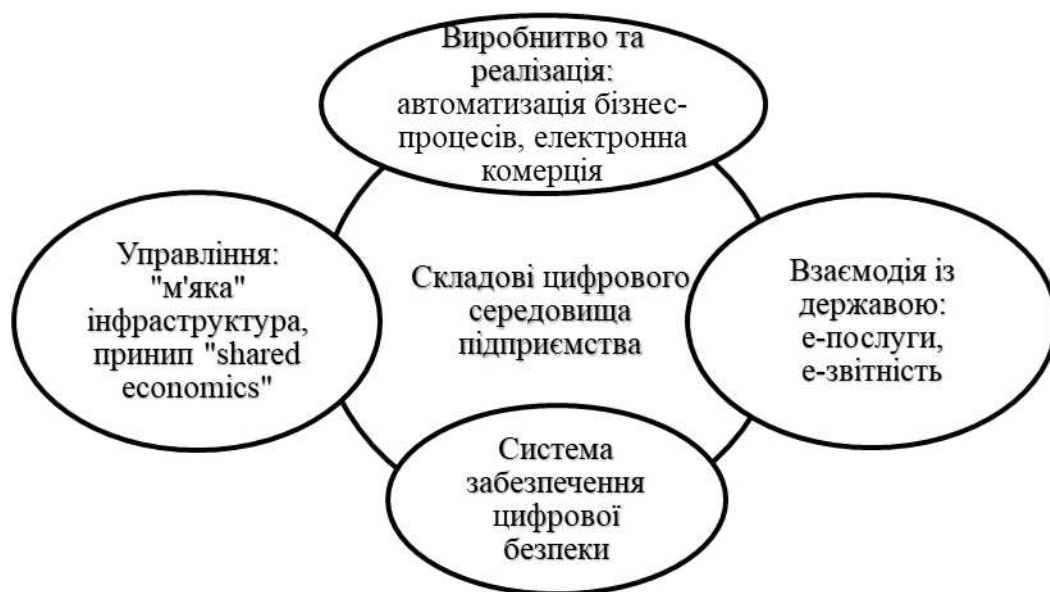 Виробнитво та
реалізація:
автоматизація бізнес-
процесів, електронна
комерція
Управління:
"м'яка"
інфраструктура,
принип "shared
economics"
Складові цифрового
середовища
підприємства
Взаємодія із
державою:
е-послуги,
е-звітність
Система
забезпечення
цифрової
безпеки